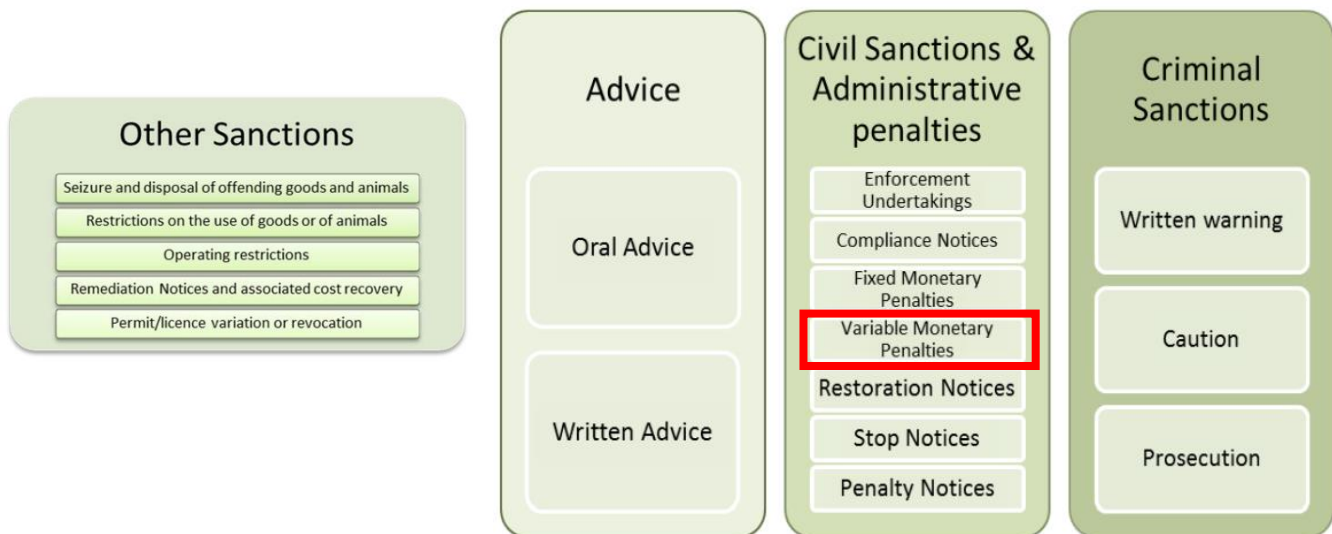 Other Sanctions
Seizure and disposal of offending goods and animals
Restrictions on the use of goods or of animals
Operating restrictions
Remediation Notices and associated cost recovery
Permit/licence variation or revocation
Advice
Oral Advice
Written Advice
Civil Sanctions &
Administrative
penalties
Enforcement
Undertakings
Compliance Notices
Fixed Monetary
Penalties
Variable Monetary
Penalties
Restoration Notices
Stop Notices
Penalty Notices
Criminal
Sanctions
Written warning
Caution
Prosecution